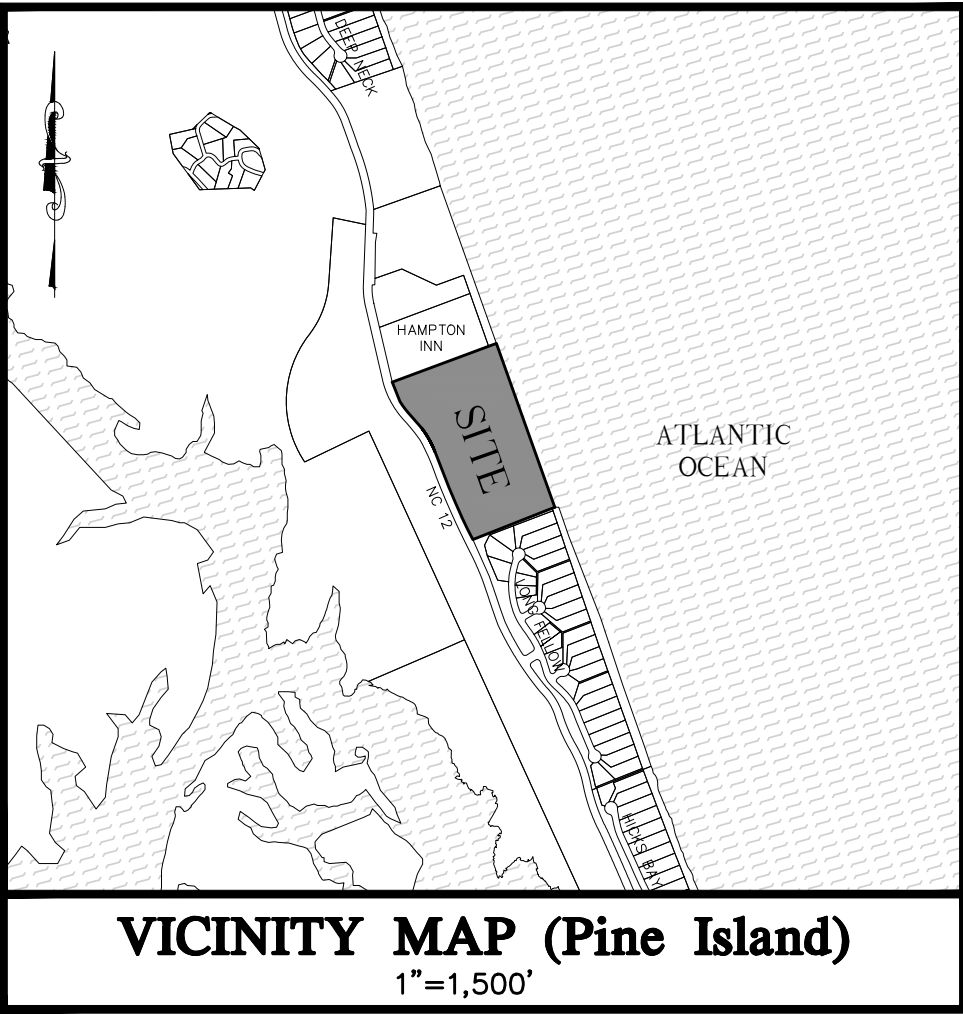 DEEP NECK
HAMPTON
INN
SITE
ATLANTIC
OCEAN
NC 12
LONG FELLOW
HICKS BAY
VICINITY MAP (Pine Island)
1"=1,500'